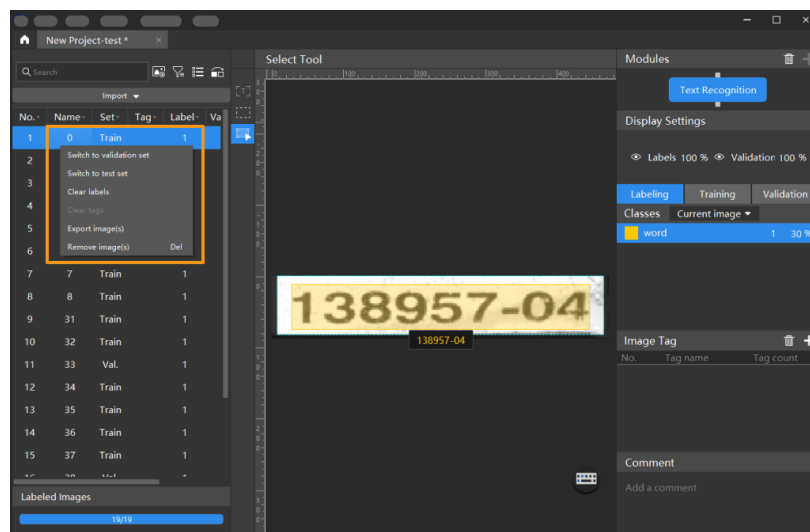 New Project-test *
Search
Import
No. Name Set Tag Label Va
1 0 Train 1
2
3
4
5
6
Switch to validation set
Switch to test set
Clear labels
Clear tags
Export image(s)
Remove image(s) Del
7 7 Train 1
8 8 Train 1
9 31 Train 1
10 32 Train 1
11 33 Val. 1
12 34 Train 1
13 35 Train 1
14 36 Train 1
15 37 Train 1
Labeled Images
19/19
Select Tool
0 100 200 300 400
138957-04
138957-04
Modules
Text Recognition
Display Settings
Labels 100 % Validation 100 %
Labeling Training Validation
Classes Current image
word 1 30 %
Image Tag
No. Tag name Tag count
Comment
Add a comment